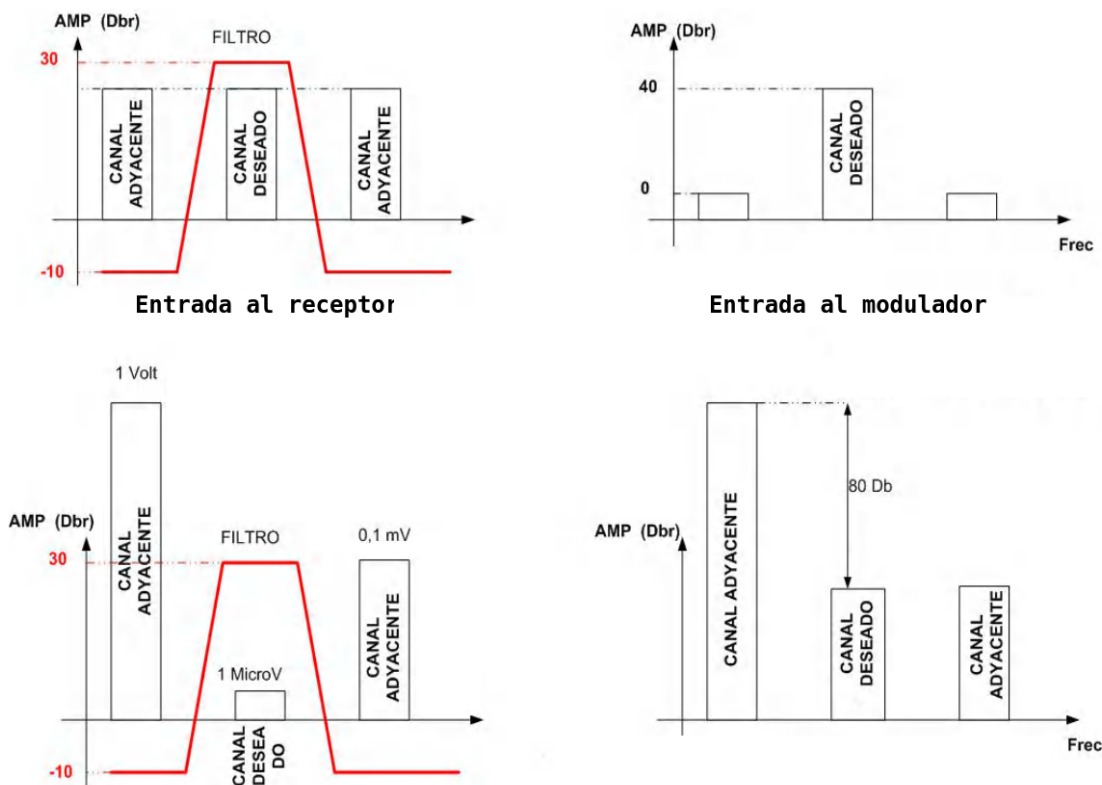 AMP (Dbr)
FILTRO
30
CANAL
ADYACENTE
CANAL
DESEADO
CANAL
ADYACENTE
-10
Entrada al receptor
AMP (Dbr)
40
CANAL
DESEADO
0
Frec
Entrada al modulador
1 Volt
AMP (Dbr)
FILTRO
0,1 mV
30
CANAL
ADYACENTE
1 MicroV
CANAL
DESEA
DO
CANAL
ADYACENTE
-10
80 Db
AMP (Dbr)
CANAL ADYACENTE
CANAL
DESEADO
CANAL
ADYACENTE
Frec